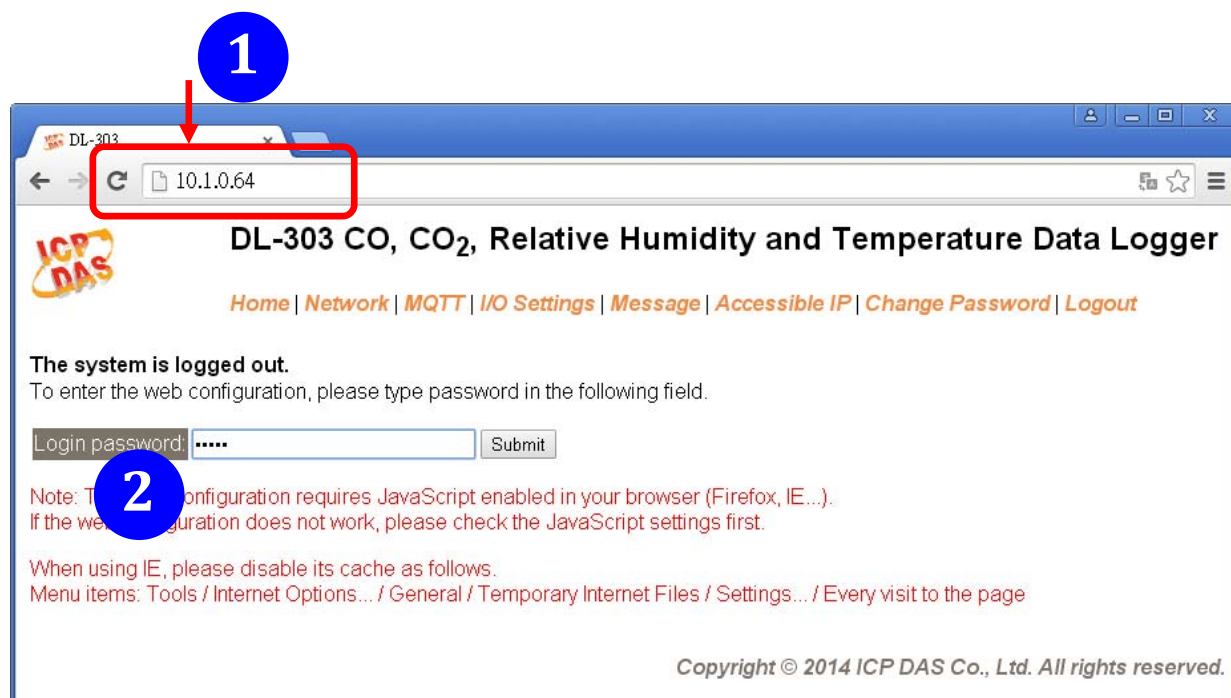 1
DL-303
10.1.0.64
ICP DAS
DL-303 CO, CO₂, Relative Humidity and Temperature Data Logger
Home | Network | MQTT | I/O Settings | Message | Accessible IP | Change Password | Logout
The system is logged out.
To enter the web configuration, please type password in the following field.
Login password: ••••• Submit
2
Note: onfiguration requires JavaScript enabled in your browser (Firefox, IE...).
If the guration does not work, please check the JavaScript settings first.
When using IE, please disable its cache as follows.
Menu items: Tools / Internet Options... / General / Temporary Internet Files / Settings... / Every visit to the page
Copyright © 2014 ICP DAS Co., Ltd. All rights reserved.